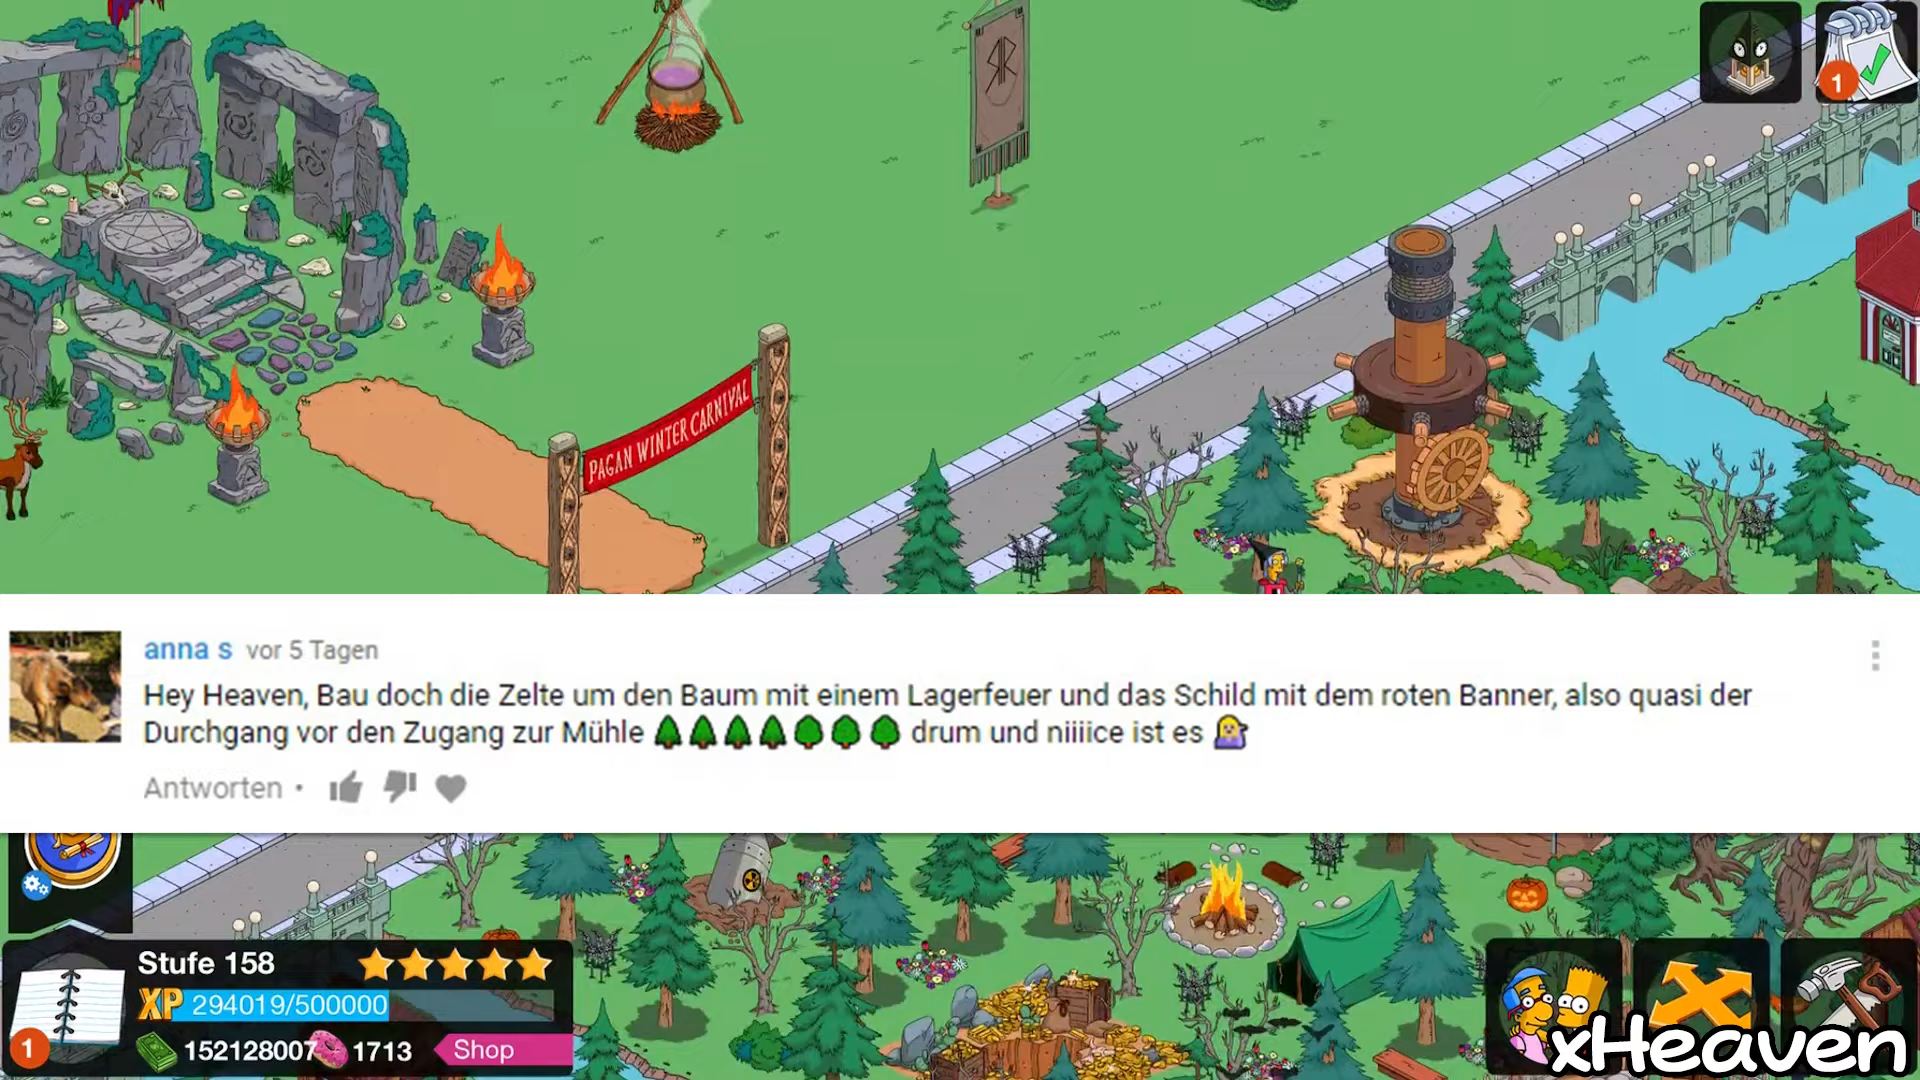 1
PAGAN WINTER CARNIVAL
anna s vor 5 Tagen
Hey Heaven, Bau doch die Zelte um den Baum mit einem Lagerfeuer und das Schild mit dem roten Banner, also quasi der
Durchgang vor den Zugang zur Mühle 🌲🌲🌲🌲🌳🌳🌳 drum und niiiice ist es 🙋
Antworten •
Stufe 158
XP 294019/500000
1
152128007 1713 Shop
xHeaven